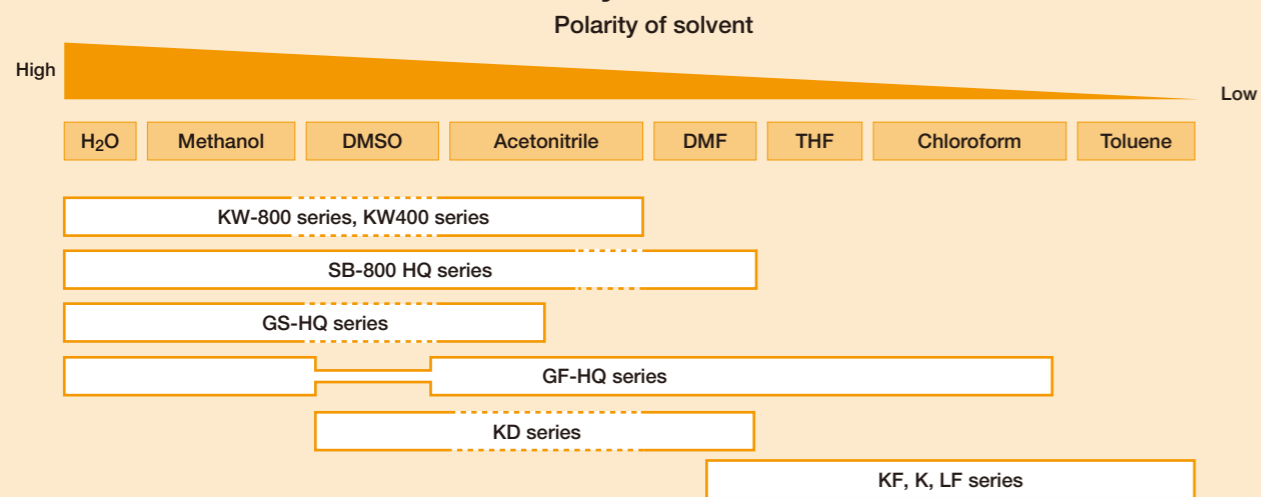 Polarity of solvent
High
Low
H₂O Methanol DMSO Acetonitrile DMF THF Chloroform Toluene
KW-800 series, KW400 series
SB-800 HQ series
GS-HQ series
GF-HQ series
KD series
KF, K, LF series